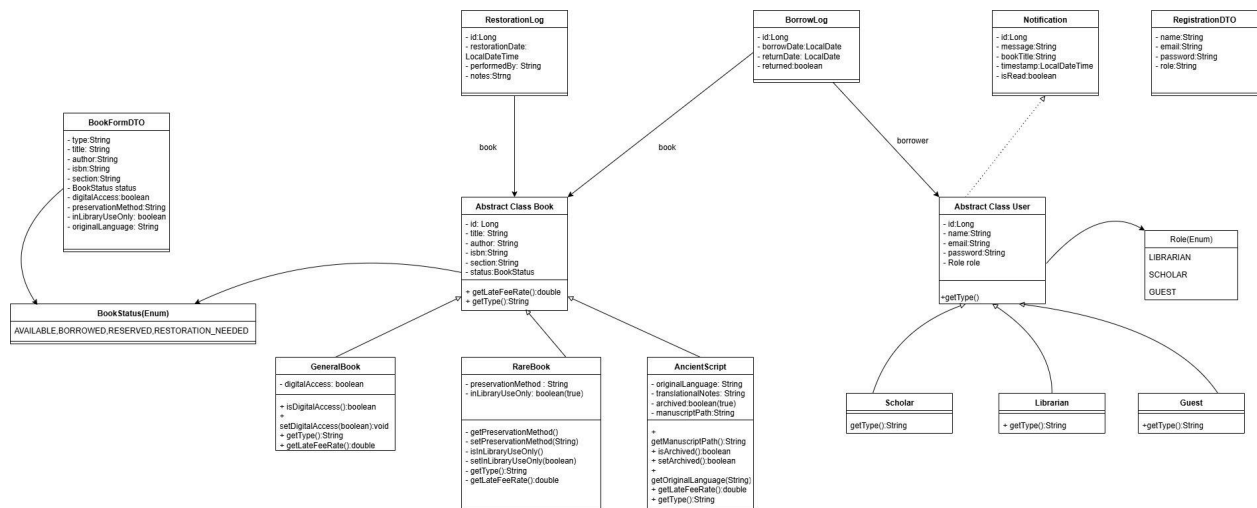 RestorationLog
- id:Long
- restorationDate:
LocalDateTime
- performedBy: String
- notes:Strng
BorrowLog
- id:Long
- borrowDate:LocalDate
- returnDate: LocalDate
- returned:boolean
Notification
- id:Long
- message:String
- bookTitle:String
- timestamp:LocalDateTime
- isRead:boolean
RegistrationDTO
- name:String
- email:String
- password:String
- role:String
BookFormDTO
- type:String
- title: String
- author:String
- isbn:String
- section:String
- BookStatus status
- digitalAccess:boolean
- preservationMethod:String
- inLibraryUseOnly: boolean
- originalLanguage: String
book
book
borrower
Abstract Class Book
- id: Long
- title: String
- author: String
- isbn:String
- section:String
- status:BookStatus
+ getLateFeeRate():double
+ getType():String
Abstract Class User
- id:Long
- name:String
- email:String
- password:String
- Role role
+getType()
Role(Enum)
LIBRARIAN
SCHOLAR
GUEST
BookStatus(Enum)
AVAILABLE,BORROWED,RESERVED,RESTORATION_NEEDED
GeneralBook
- digitalAccess: boolean
+ isDigitalAccess():boolean
+
setDigitalAccess(boolean):void
+ getType():String
+ getLateFeeRate():double
RareBook
- preservationMethod : String
- inLibraryUseOnly: boolean(true)
- getPreservationMethod()
- setPreservationMethod(String)
- isInLibraryUseOnly()
- setInLibraryUseOnly(boolean)
- getType():String
- getLateFeeRate():double
AncientScript
- originalLanguage: String
- translationalNotes: String
- archived:boolean(true)
- manuscriptPath:String
+
getManuscriptPath():String
+ isArchived():boolean
+ setArchived():boolean
+
getOriginalLanguage(String)
+ getLateFeeRate():double
+ getType():String
Scholar
getType():String
Librarian
+ getType():String
Guest
+getType():String